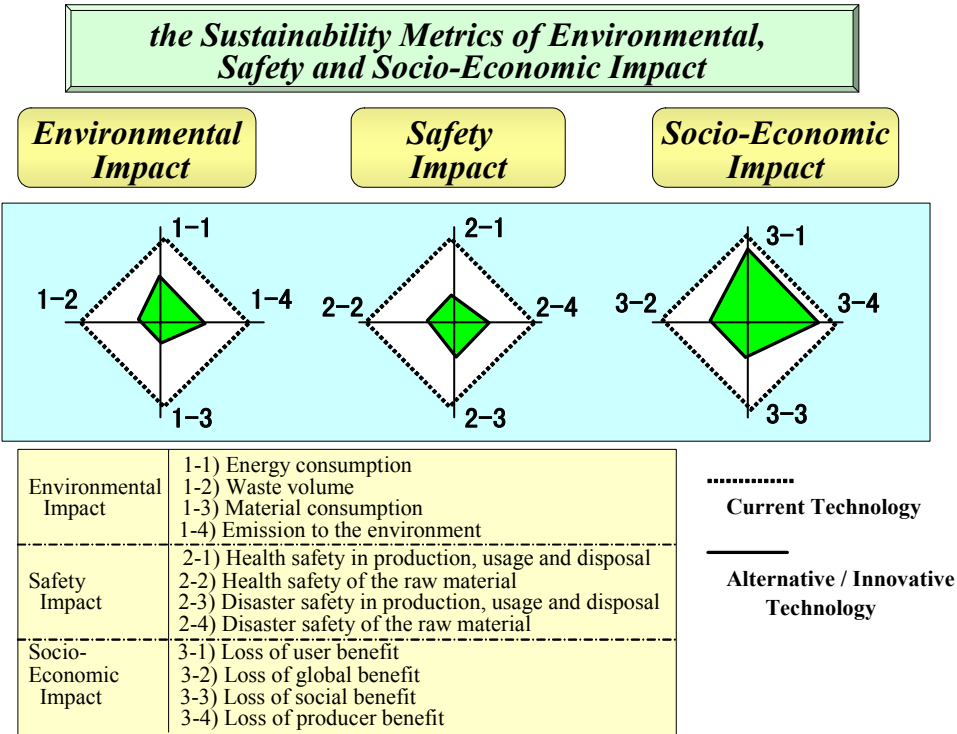 the Sustainability Metrics of Environmental,
Safety and Socio-Economic Impact
Environmental
Impact
Safety
Impact
Socio-Economic
Impact
1-1
1-2
1-4
1-3
2-1
2-2
2-4
2-3
3-1
3-2
3-4
3-3
Environmental
Impact
1-1) Energy consumption
1-2) Waste volume
1-3) Material consumption
1-4) Emission to the environment
Safety
Impact
2-1) Health safety in production, usage and disposal
2-2) Health safety of the raw material
2-3) Disaster safety in production, usage and disposal
2-4) Disaster safety of the raw material
Socio-
Economic
Impact
3-1) Loss of user benefit
3-2) Loss of global benefit
3-3) Loss of social benefit
3-4) Loss of producer benefit
Current Technology
Alternative / Innovative
Technology